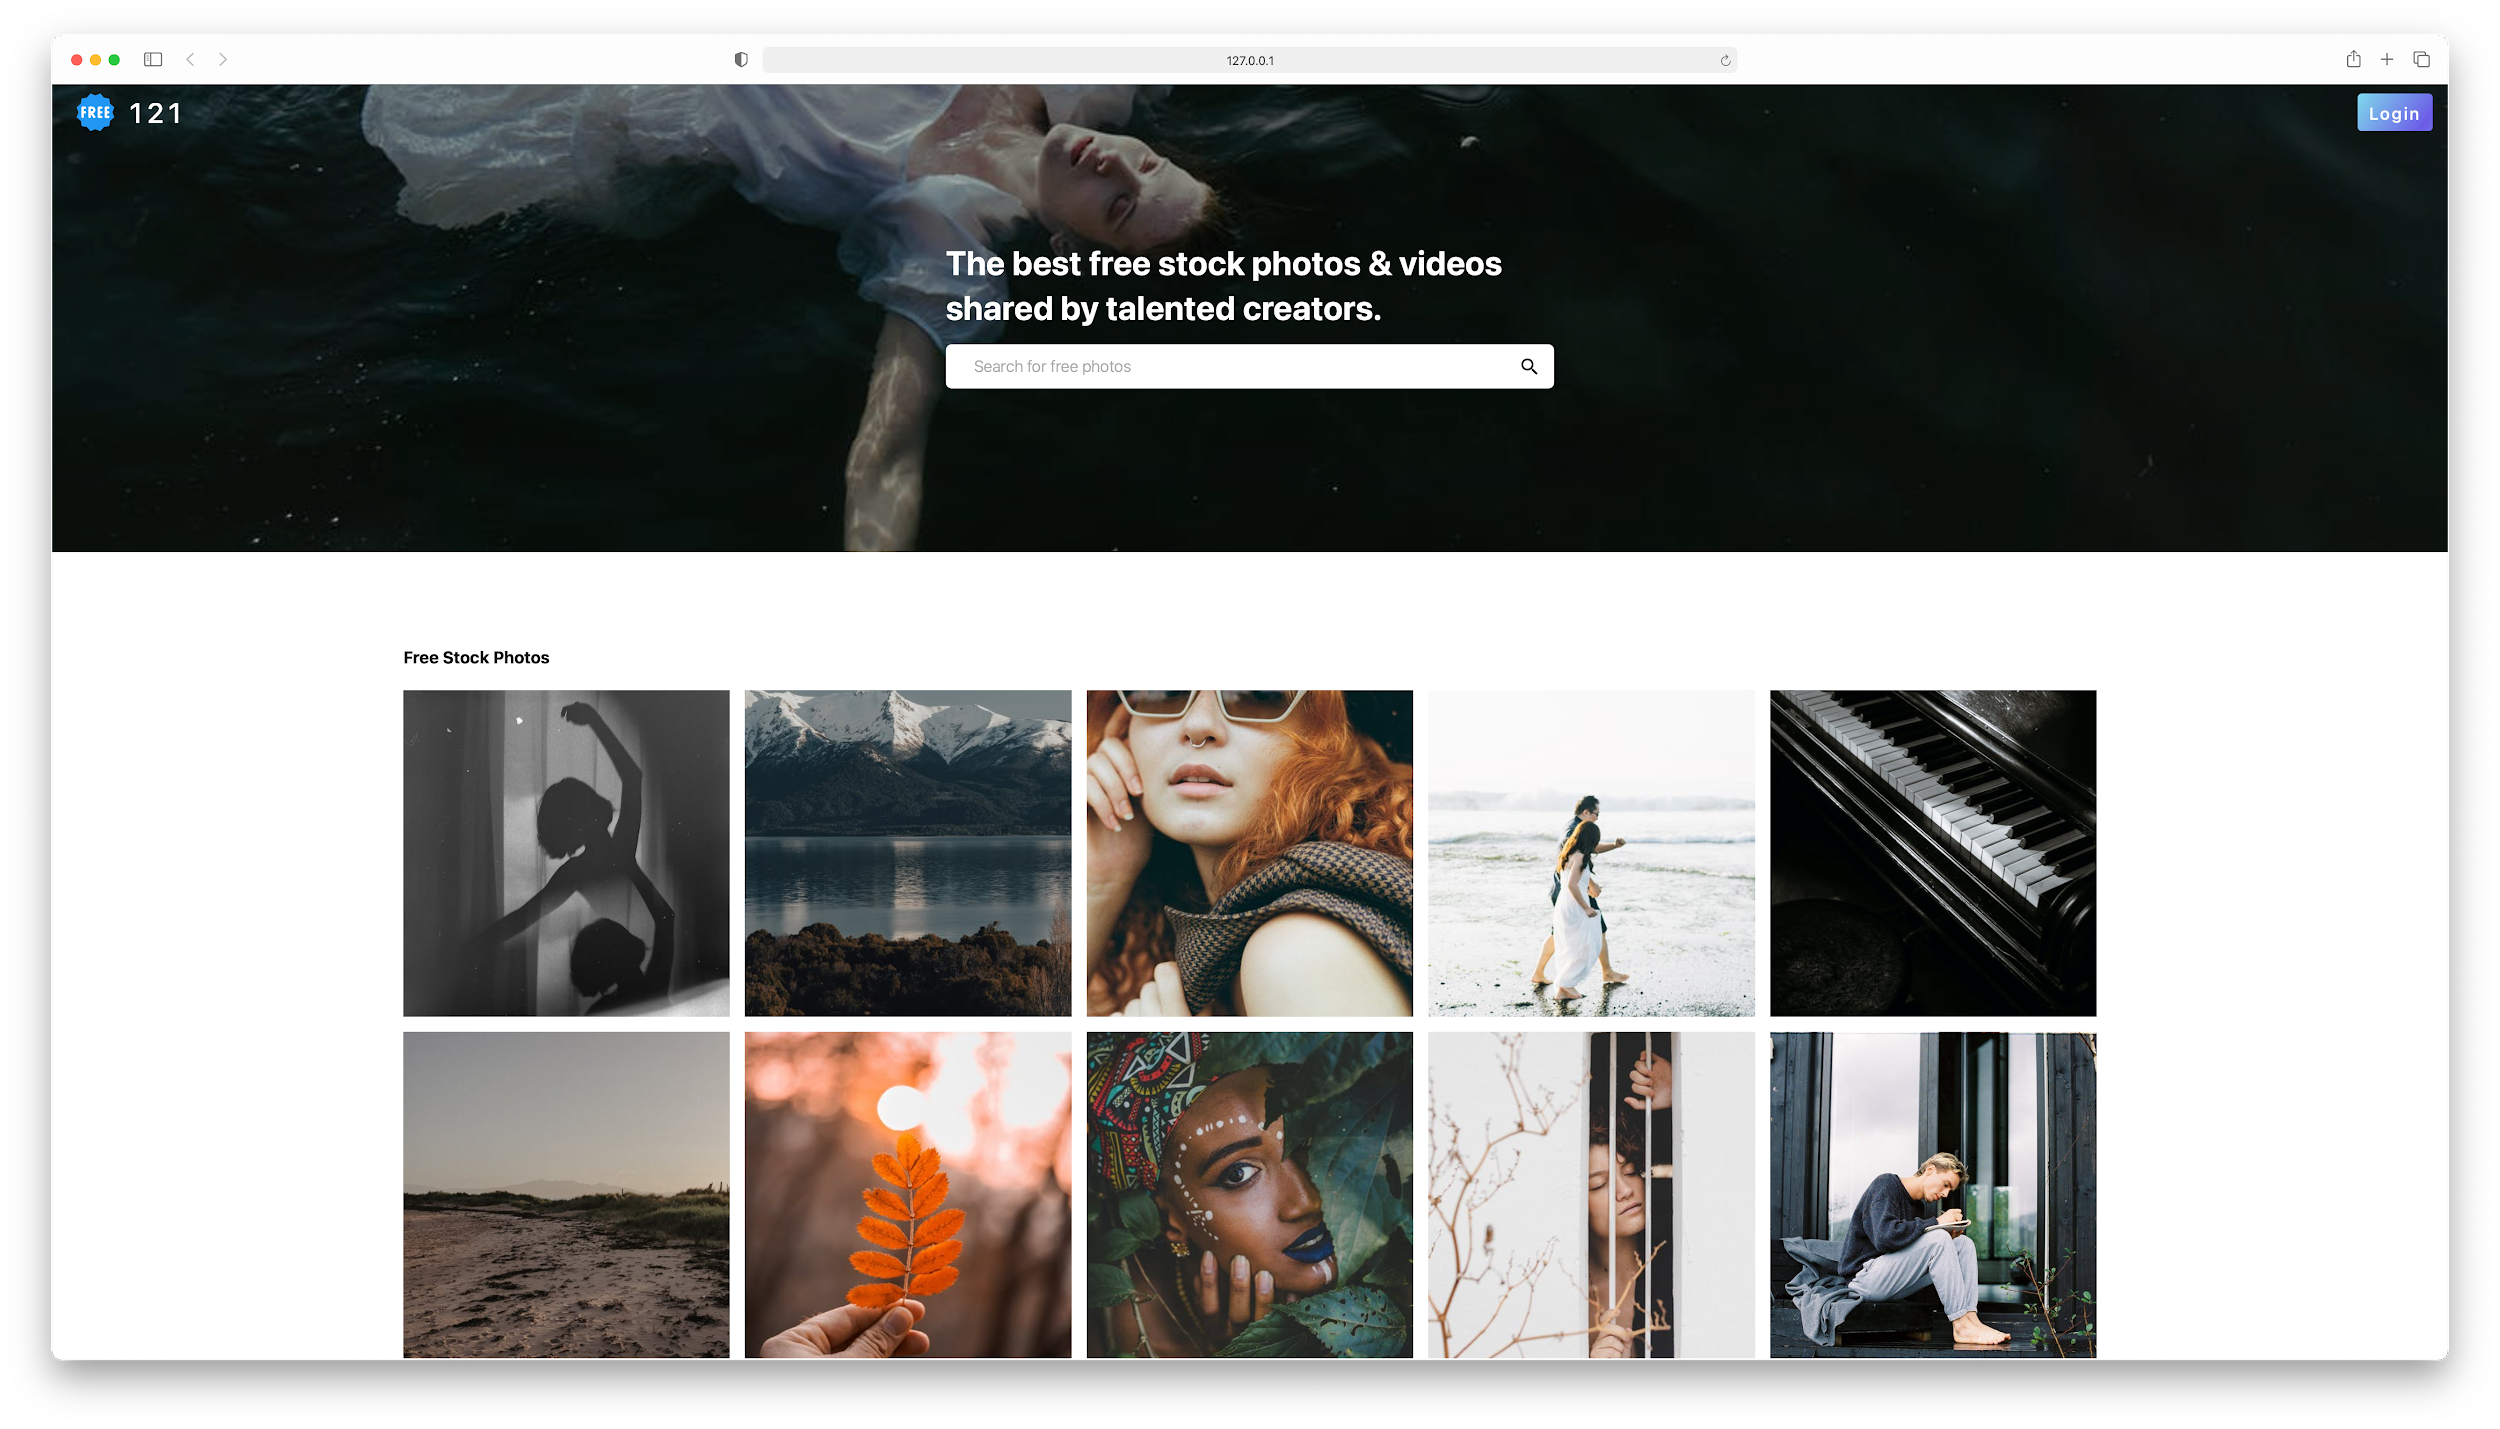 127.0.0.1
FREE 121
Login
The best free stock photos & videos
shared by talented creators.
Search for free photos
Free Stock Photos